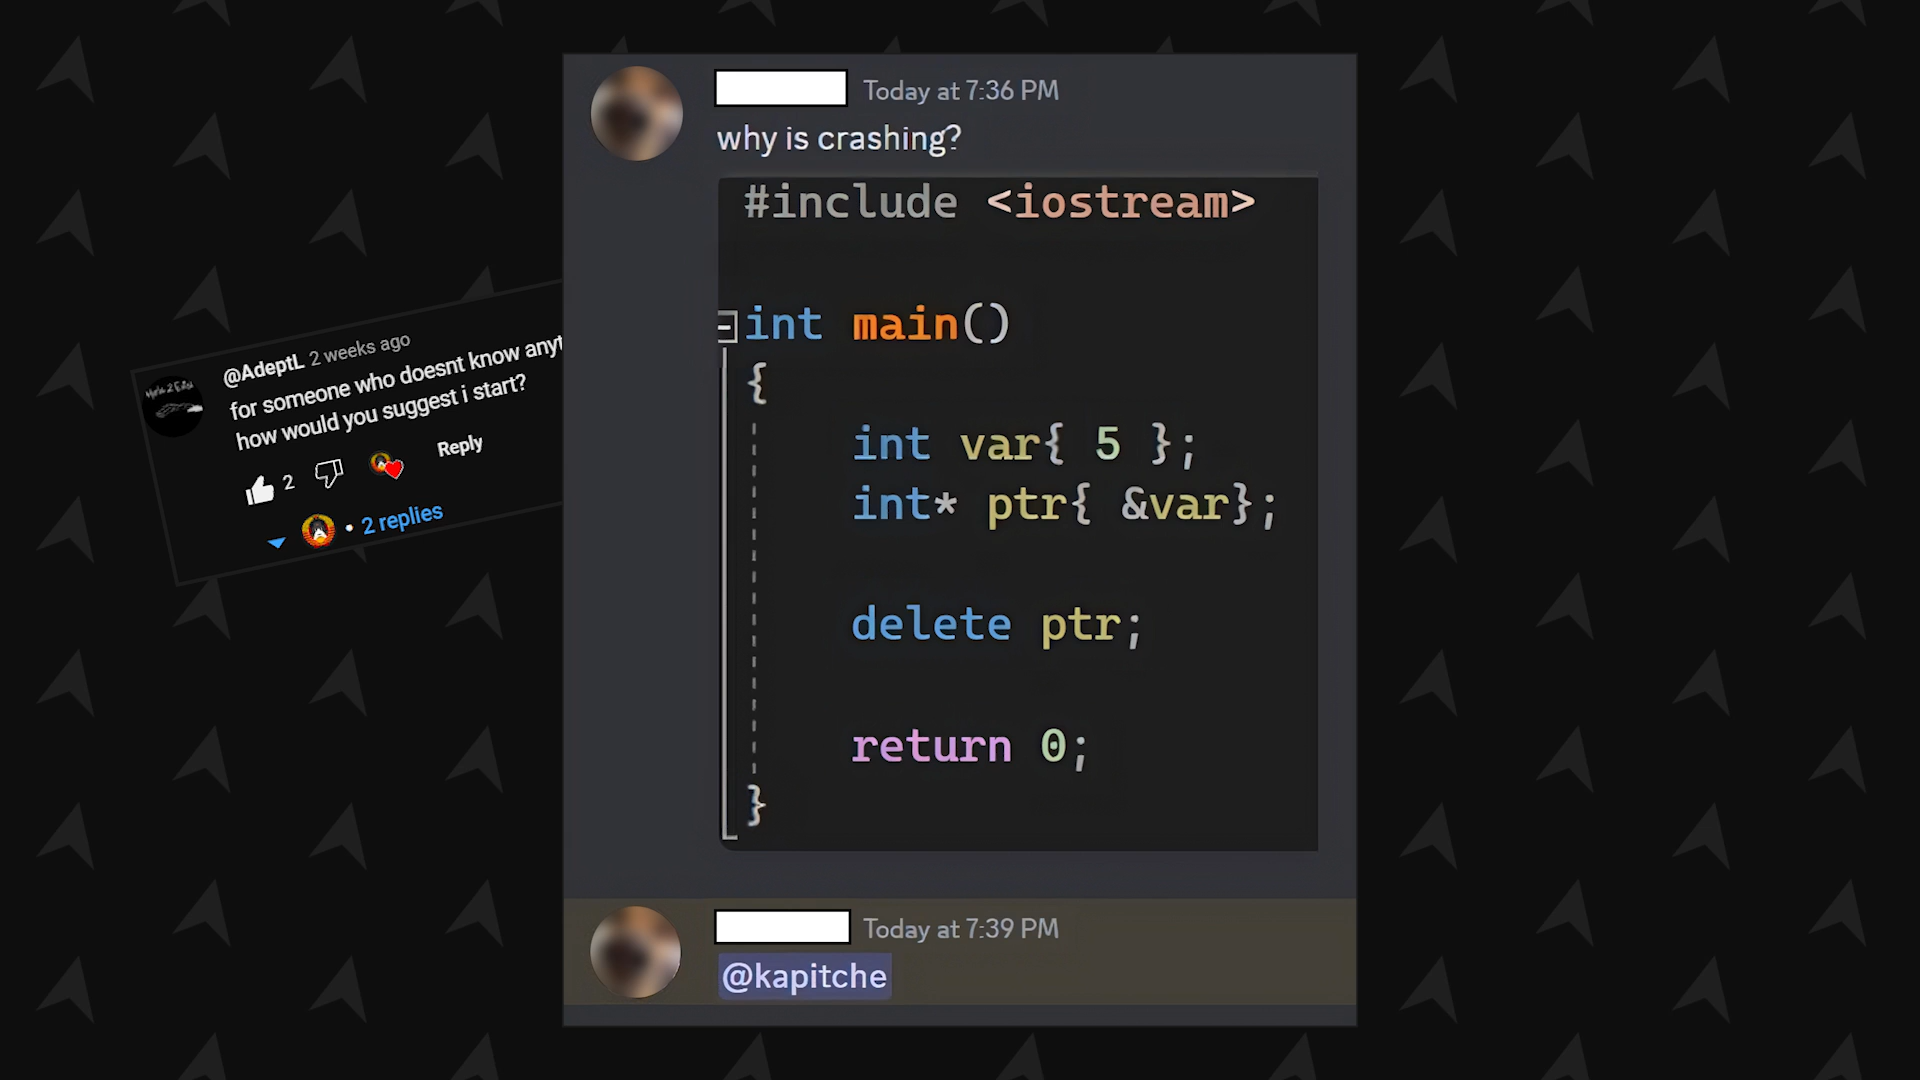 @AdeptL 2 weeks ago
for someone who doesnt know
how would you suggest i start?
2
Reply
2 replies
Today at 7:36 PM
why is crashing?
#include <iostream>
int main()
{
int var{ 5 };
int* ptr{ &var};
delete ptr;
return 0;
}
Today at 7:39 PM
@kapitche